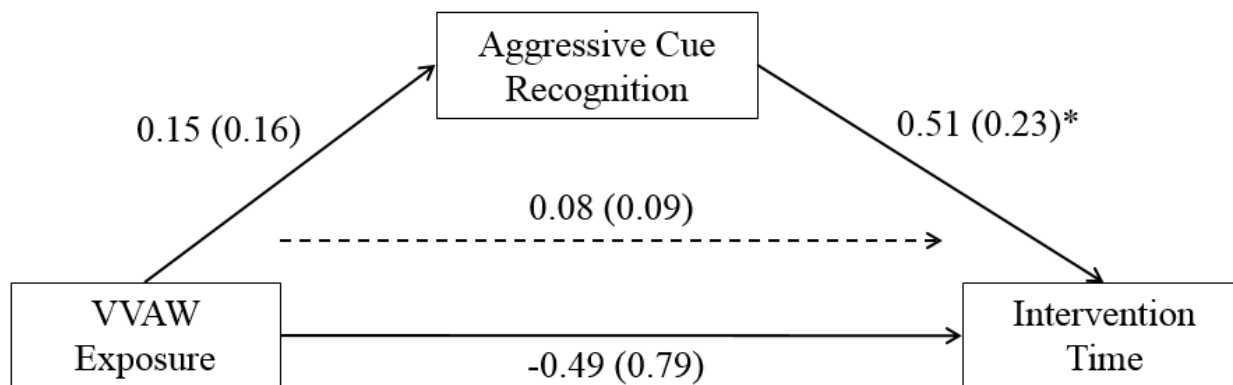 Aggressive Cue
Recognition
0.15 (0.16)
0.51 (0.23)*
0.08 (0.09)
VVAW
Exposure
Intervention
Time
-0.49 (0.79)